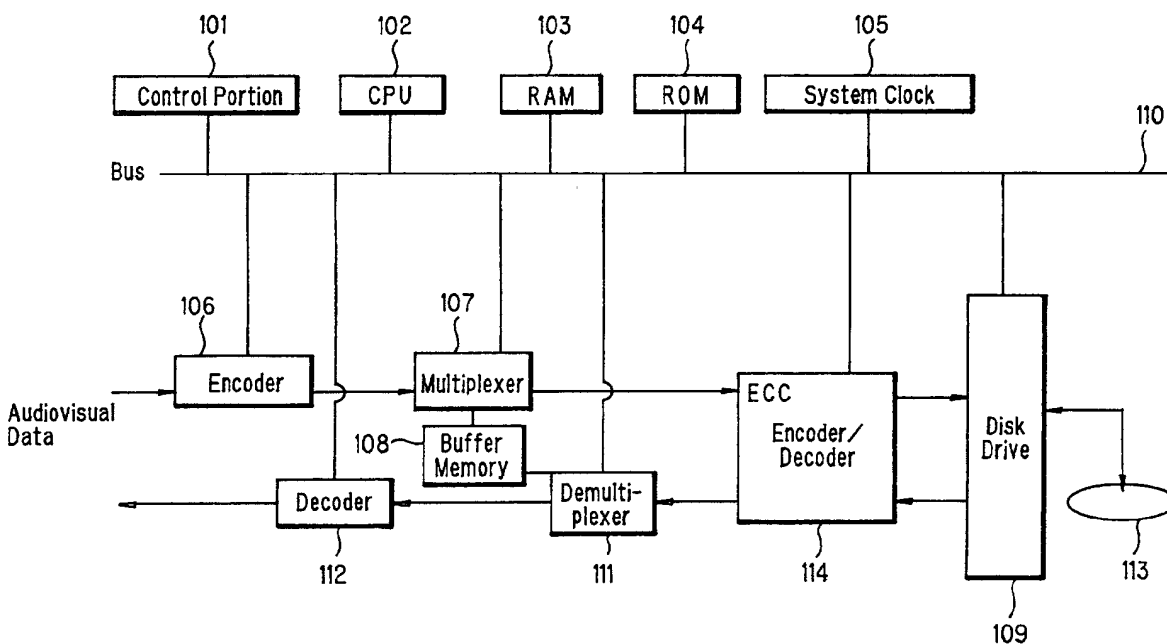 101
102
103
104
105
Control Portion
CPU
RAM
ROM
System Clock
110
Bus
106
107
Encoder
Multiplexer
ECC
Encoder/
Decoder
Disk
Drive
Audiovisual
Data
108
Buffer
Memory
Decoder
Demulti-
plexer
112
111
114
113
109